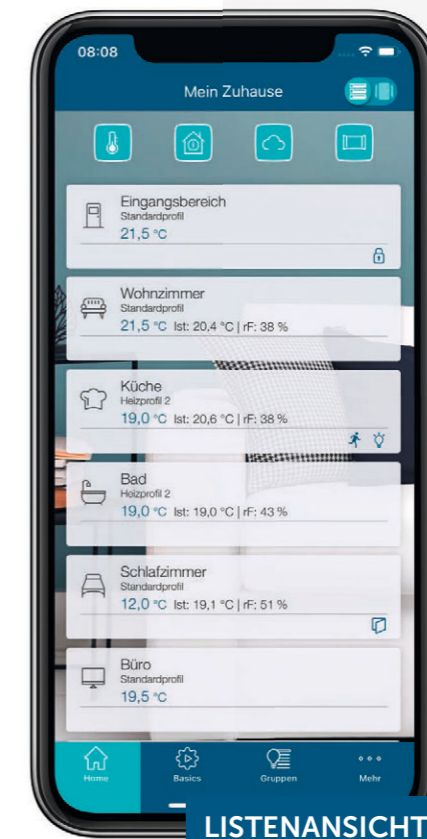 08:08
Mein Zuhause
Eingangsbereich
Standardprofil
21,5 °C
Wohnzimmer
Standardprofil
21,5 °C Ist: 20,4 °C | rF: 38 %
Küche
Heizprofil 2
19,0 °C Ist: 20,6 °C | rF: 38 %
Bad
Heizprofil 2
19,0 °C Ist: 19,0 °C | rF: 43 %
Schlafzimmer
Standardprofil
12,0 °C Ist: 19,1 °C | rF: 51 %
Büro
Standardprofil
19,5 °C
Home Basics Gruppen Mehr
LISTENANSICHT